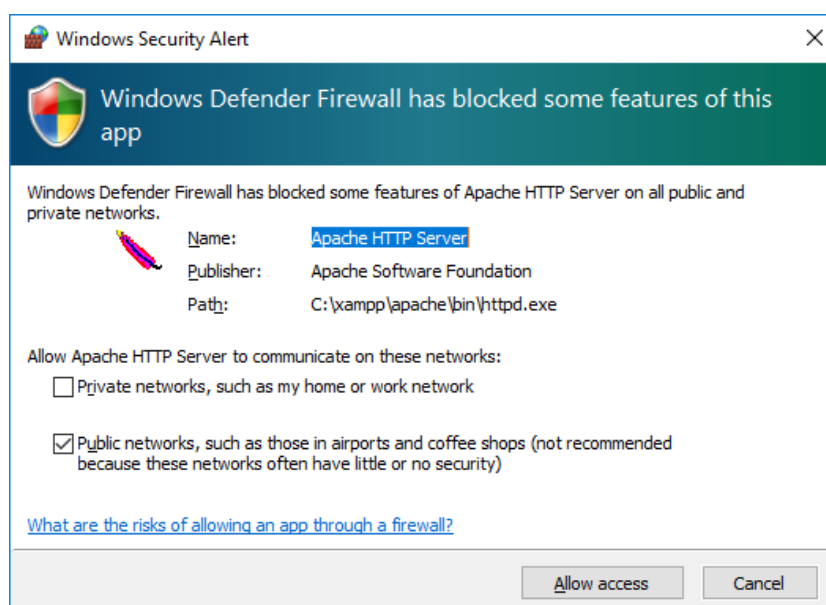 Windows Security Alert
Windows Defender Firewall has blocked some features of this
app
Windows Defender Firewall has blocked some features of Apache HTTP Server on all public and
private networks.
Name: Apache HTTP Server
Publisher: Apache Software Foundation
Path: C:\xampp\apache\bin\httpd.exe
Allow Apache HTTP Server to communicate on these networks:
Private networks, such as my home or work network
Public networks, such as those in airports and coffee shops (not recommended
because these networks often have little or no security)
What are the risks of allowing an app through a firewall?
Allow access Cancel